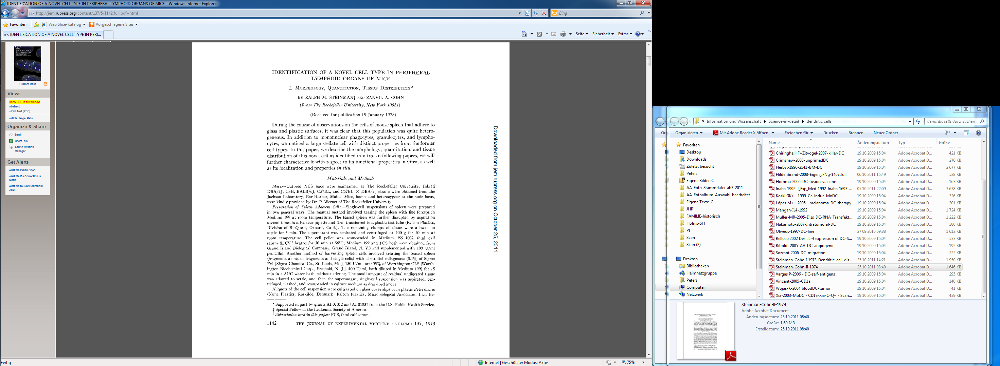 IDENTIFICATION OF A NOVEL CELL TYPE IN PERIPHERAL LYMPHOID ORGANS OF MICE - Windows Internet Explorer
http://jem.rupress.org/content/137/5/1142.full.pdf+html
Bing
Favoriten
Web Slice-Katalog
Vorgeschlagene Sites
JEM IDENTIFICATION OF A NOVEL CELL TYPE IN PERI...
Seite
Sicherheit
Extras
THE JOURNAL OF EXPERIMENTAL MEDICINE
Current Issue
Views
Show PDF in full window
Abstract
» Full Text (PDF)
Article Usage Stats
Organize & Share
Email
ShareThis
Add to Citation
Manager
Get Alerts
Alert Me When Cited
Alert Me if a Correction is
Made
Alert Me to New Content in
JEM
IDENTIFICATION OF A NOVEL CELL TYPE IN PERIPHERAL
LYMPHOID ORGANS OF MICE
I. Morphology, Quantitation, Tissue Distribution*
By RALPH M. STEINMAN‡ and ZANVIL A. COHN
(From The Rockefeller University, New York 10021)
(Received for publication 19 January 1973)
During the course of observations on the cells of mouse spleen that adhere to
glass and plastic surfaces, it was clear that this population was quite hetero-
geneous. In addition to mononuclear phagocytes, granulocytes, and lympho-
cytes, we noticed a large stellate cell with distinct properties from the former
cell types. In this paper, we describe the morphology, quantitation, and tissue
distribution of this novel cell as identified in vitro. In following papers, we will
further characterize it with respect to its functional properties in vitro, as well
as its localization and properties in situ.
Materials and Methods
Mice.—Outbred NCS mice were maintained at The Rockefeller University. Inbred
DBA/2J, C3H, BALB/cJ, C57BL, and C57BL × DBA/2J strains were obtained from the
Jackson Laboratory, Bar Harbor, Maine. Mice, homo- and heterozygous at the nude locus,
were kindly provided by Dr. P. Wernet of The Rockefeller University.
Preparation of Spleen Adherent Cells.—Single-cell suspensions of spleen were prepared
in two general ways. The manual method involved teasing the spleen with fine forceps in
Medium 199 at room temperature. The teased spleen was further disrupted by aspiration
several times in a Pasteur pipette and then transferred to a plastic test tube (Falcon Plastics,
Division of BioQuest, Oxnard, Calif.). The remaining clumps of tissue were allowed to
settle for 5 min. The supernatant was aspirated and centrifuged at 400 g for 10 min at
room temperature. The cell pellet was resuspended in Medium 199–10% fetal calf
serum ([FCS]¹ heated for 30 min at 56°C; Medium 199 and FCS both were obtained from
Grand Island Biological Company, Grand Island, N. Y.) and supplemented with 100 U/ml
penicillin. Another method of harvesting spleen cells involved treating the teased spleen
(fragments alone, or fragments and single cells) with clostridial collagenase (0.1% of Sigma
Fx1 [Sigma Chemical Co., St. Louis, Mo.], 150 U/ml, or 0.05% of Worthington CLS [Worth-
ington Biochemical Corp., Freehold, N. J.], 400 U/ml, both diluted in Medium 199) for 15
min in a 37°C water bath, without stirring. The small amount of residual undigested tissue
was allowed to settle, and then the supernatant, single-cell suspension was aspirated, cen-
trifuged, washed, and resuspended in culture medium as described above.
Aliquots of the cell suspension were cultivated on glass cover slips or in plastic Petri dishes
(Nunc Plastics, Roskilde, Denmark; Falcon Plastics; Microbiological Associates, Inc., Be-
* Supported in part by grants AI 07012 and AI 01831 from the U.S. Public Health Service.
‡ Special Fellow of the Leukemia Society of America.
¹ Abbreviation used in this paper: FCS, fetal calf serum.
1142 THE JOURNAL OF EXPERIMENTAL MEDICINE · VOLUME 137, 1973
Downloaded from jem.rupress.org on October 25, 2011
Fertig
Internet | Geschützter Modus: Aktiv
75%
« Information und Wissenschaft Science-in-detail dendritic cells
dendritic cells durchsuchen
Org
Organisieren
Mit Adobe Reader X öffnen
Freigeben für
Drucken
Brennen
Neuer Ordner
Favoriten
Desktop
Downloads
Zuletzt besucht
Peters
Eigene Bilder-C
AA-Foto-Stammdatei-ab7-2011
AA-Fotoalbum-Auswahl-bearbeitet
Eigene Texte-C
JHP
FAMILIE-historisch
Holnis-SH
Pt
Scan
Scan (2)
Desktop
Bibliotheken
Heimnetzgruppe
Peters
Computer
Netzwerk
Name Änderungsdatum Typ Größe
Ghiringhelli F+Zitvogel-2007-killer-DC 19.10.2009 15:04 Adobe Acrobat D... 421 KB
Grimshaw-2008-unprimedDC 19.10.2009 15:04 Adobe Acrobat D... 270 KB
Herbst-1996-2541-BM-DC 19.10.2009 15:04 Adobe Acrobat D... 2.677 KB
Hildenbrand-2008-Eigen_IFNg-1467.full 06.10.2011 15:49 Adobe Acrobat D... 528 KB
Homma-2006-DC-fusion-vaccine 19.10.2009 15:04 Adobe Acrobat D... 163 KB
Inaba-1992-J_Exp_Med-1992-Inaba-1693-... 05.10.2011 22:09 Adobe Acrobat D... 3.638 KB
Koski GK+ - 1999-Ca-induc-MoDC 19.10.2009 15:04 Adobe Acrobat D... 326 KB
López M+ - 2006 - melanoma-DC-therapy 19.10.2009 15:04 Adobe Acrobat D... 301 KB
Mangan-IL4-1992 19.10.2009 15:04 Adobe Acrobat D... 1.724 KB
Müller-MR-2005-Diss_DC-RNA_Transfekt... 19.10.2009 15:04 Adobe Acrobat D... 1.222 KB
Nakamoto-2007-Intratumoral-DC 19.10.2009 15:04 Adobe Acrobat D... 380 KB
Olweus-1997-DC-line 27.09.2010 09:38 Adobe Acrobat D... 1.612 KB
Relloso 2002 Dex IL-4 expression of DC-S... 19.10.2009 15:04 Adobe Acrobat D... 533 KB
Riboldi-2005-AA-DC-angiogenic 19.10.2009 15:04 Adobe Acrobat D... 192 KB
Sozzani-2006-DC-migration 19.10.2009 15:04 Adobe Acrobat D... 222 KB
Steinman-Cohe-I-1973-Dendritic-cell-dis... 25.10.2011 14:21 Adobe Acrobat D... 1.950 KB
Steinman-Cohn-II-1974 25.10.2011 08:40 Adobe Acrobat D... 1.646 KB
Vargas P-2006 - DC-self-antigens 19.10.2009 15:04 Adobe Acrobat D... 295 KB
Vincent-2005-CD1a 19.10.2009 15:04 Adobe Acrobat D... 140 KB
Wojas-K-2004 bloodDC-tumor 19.10.2009 15:04 Adobe Acrobat D... 41 KB
Xia-2003-MoDC - CD1a-Xia-C-Q+ - Scan... 19.10.2009 15:04 Adobe Acrobat D... 439 KB
Steinman-Cohn-II-1974
Adobe Acrobat Document
Änderungsdatum: 25.10.2011 08:40
Größe: 1,60 MB
Erstelldatum: 25.10.2011 08:40